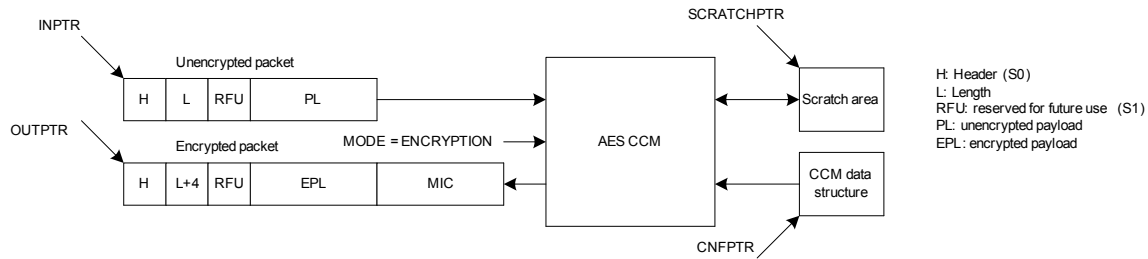 SCRATCHPTR
INPTR
Unencrypted packet
H L RFU PL
Scratch area
H: Header (S0)
L: Length
RFU: reserved for future use (S1)
PL: unencrypted payload
EPL: encrypted payload
OUTPTR
MODE = ENCRYPTION
AES CCM
Encrypted packet
H L+4 RFU EPL MIC
CCM data
structure
CNFPTR